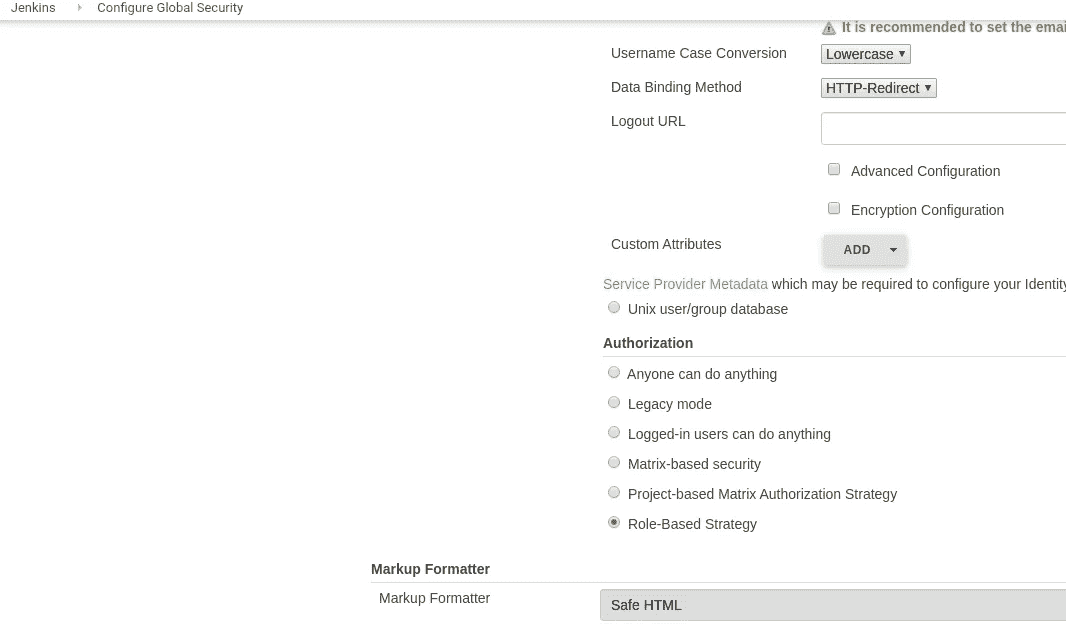 Jenkins Configure Global Security
It is recommended to set the emai
Username Case Conversion Lowercase
Data Binding Method HTTP-Redirect
Logout URL
Advanced Configuration
Encryption Configuration
Custom Attributes ADD
Service Provider Metadata which may be required to configure your Identity
Unix user/group database
Authorization
Anyone can do anything
Legacy mode
Logged-in users can do anything
Matrix-based security
Project-based Matrix Authorization Strategy
Role-Based Strategy
Markup Formatter
Markup Formatter Safe HTML